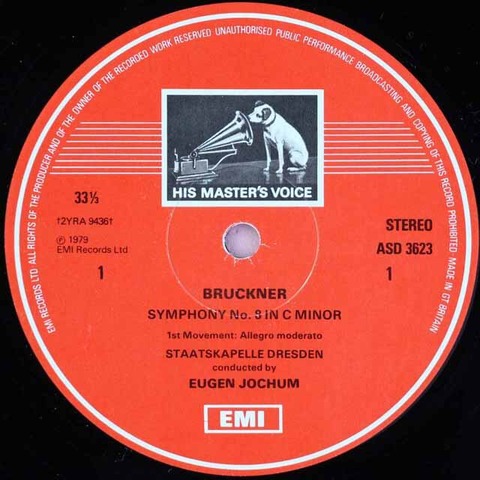 EMI RECORDS LTD ALL RIGHTS OF THE PRODUCER AND OF THE OWNER OF THE RECORDED WORK RESERVED UNAUTHORISED PUBLIC PERFORMANCE BROADCASTING AND COPYING OF THIS RECORD PROHIBITED MADE IN GT BRITAIN
HIS MASTER'S VOICE
33⅓
†2YRA 9436†
℗ 1979
EMI Records Ltd
1
STEREO
ASD 3623
1
BRUCKNER
SYMPHONY No. 8 IN C MINOR
1st Movement: Allegro moderato
STAATSKAPELLE DRESDEN
conducted by
EUGEN JOCHUM
EMI